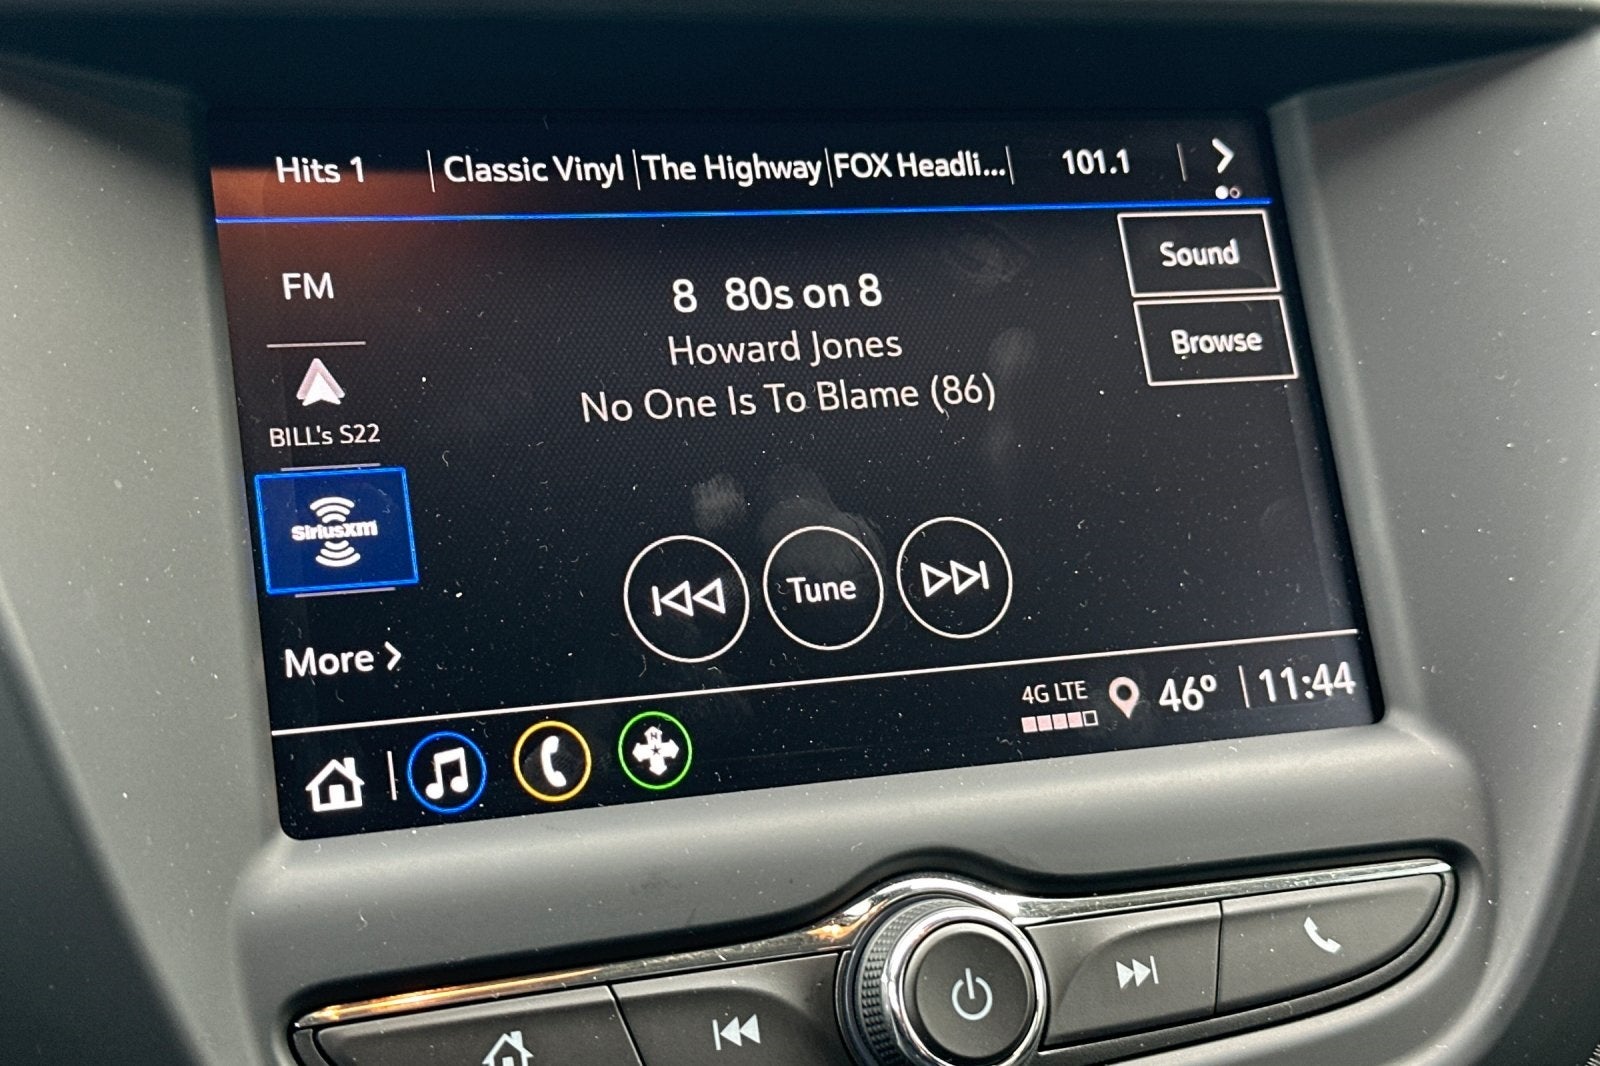 Hits 1 Classic Vinyl The Highway FOX Headli... 101.1
Sound
FM
8 80s on 8
Browse
Howard Jones
No One Is To Blame (86)
BILL's S22
SiriusXM
Tune
More
4G LTE 46° 11:44
N